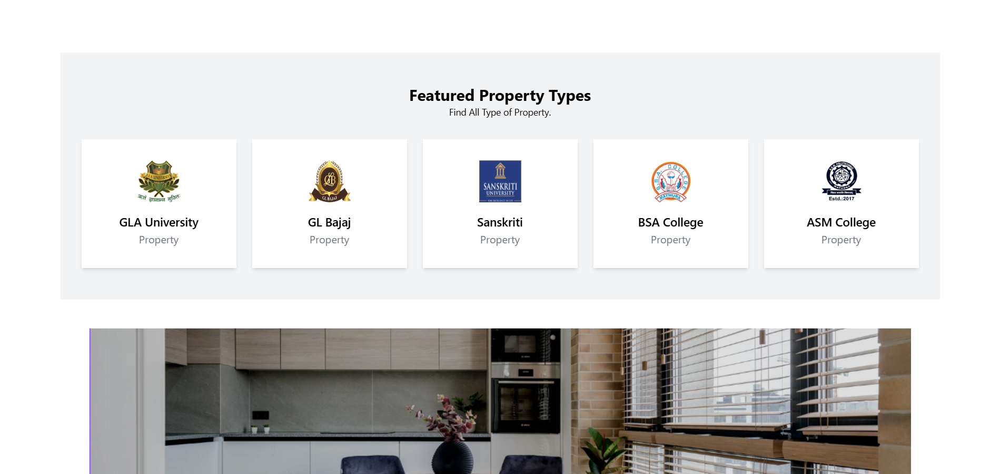 Featured Property Types
Find All Type of Property.
GLA UNIVERSITY
ऋते ज्ञानान्न मुक्तिः
GLA University
Property
GLB
GL BAJAJ
GL Bajaj
Property
SANSKRITI
UNIVERSITY
FOR EXCELLENCE IN LIFE
Sanskriti
Property
B.S.A. COLLEGE
MATHURA
BSA College
Property
A.S.M. POLYTECHNIC
MATHURA
Estd.:2017
ASM College
Property